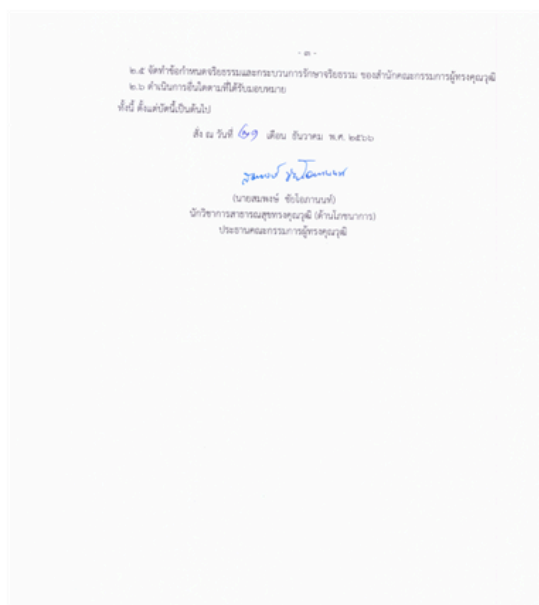 - ๓ -
๒.๕ จัดทำข้อกำหนดจริยธรรมและกระบวนการรักษาจริยธรรม ของสำนักคณะกรรมการผู้ทรงคุณวุฒิ
๒.๖ ดำเนินการอื่นใดตามที่ได้รับมอบหมาย
ทั้งนี้ ตั้งแต่บัดนี้เป็นต้นไป
สั่ง ณ วันที่ ๒๑ เดือน ธันวาคม พ.ศ. ๒๕๖๖
(นายสมพงษ์ ชัยโอภานนท์)
นักวิชาการสาธารณสุขทรงคุณวุฒิ (ด้านโภชนาการ)
ประธานคณะกรรมการผู้ทรงคุณวุฒิ